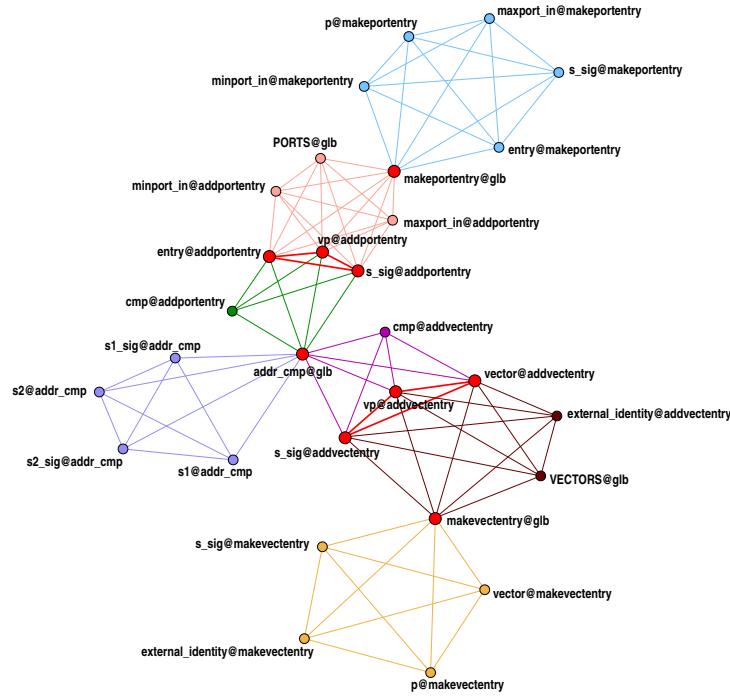 maxport_in@makeportentry
p@makeportentry
s_sig@makeportentry
minport_in@makeportentry
PORTS@glb
entry@makeportentry
makeportentry@glb
minport_in@addportentry
maxport_in@addportentry
vp@addportentry
entry@addportentry
s_sig@addportentry
cmp@addportentry
cmp@addvectentry
s1_sig@addr_cmp
addr_cmp@glb
vector@addvectentry
s2@addr_cmp
vp@addvectentry
external_identity@addvectentry
s_sig@addvectentry
s2_sig@addr_cmp
s1@addr_cmp
VECTORS@glb
makevectentry@glb
s_sig@makevectentry
vector@makevectentry
external_identity@makevectentry
p@makevectentry